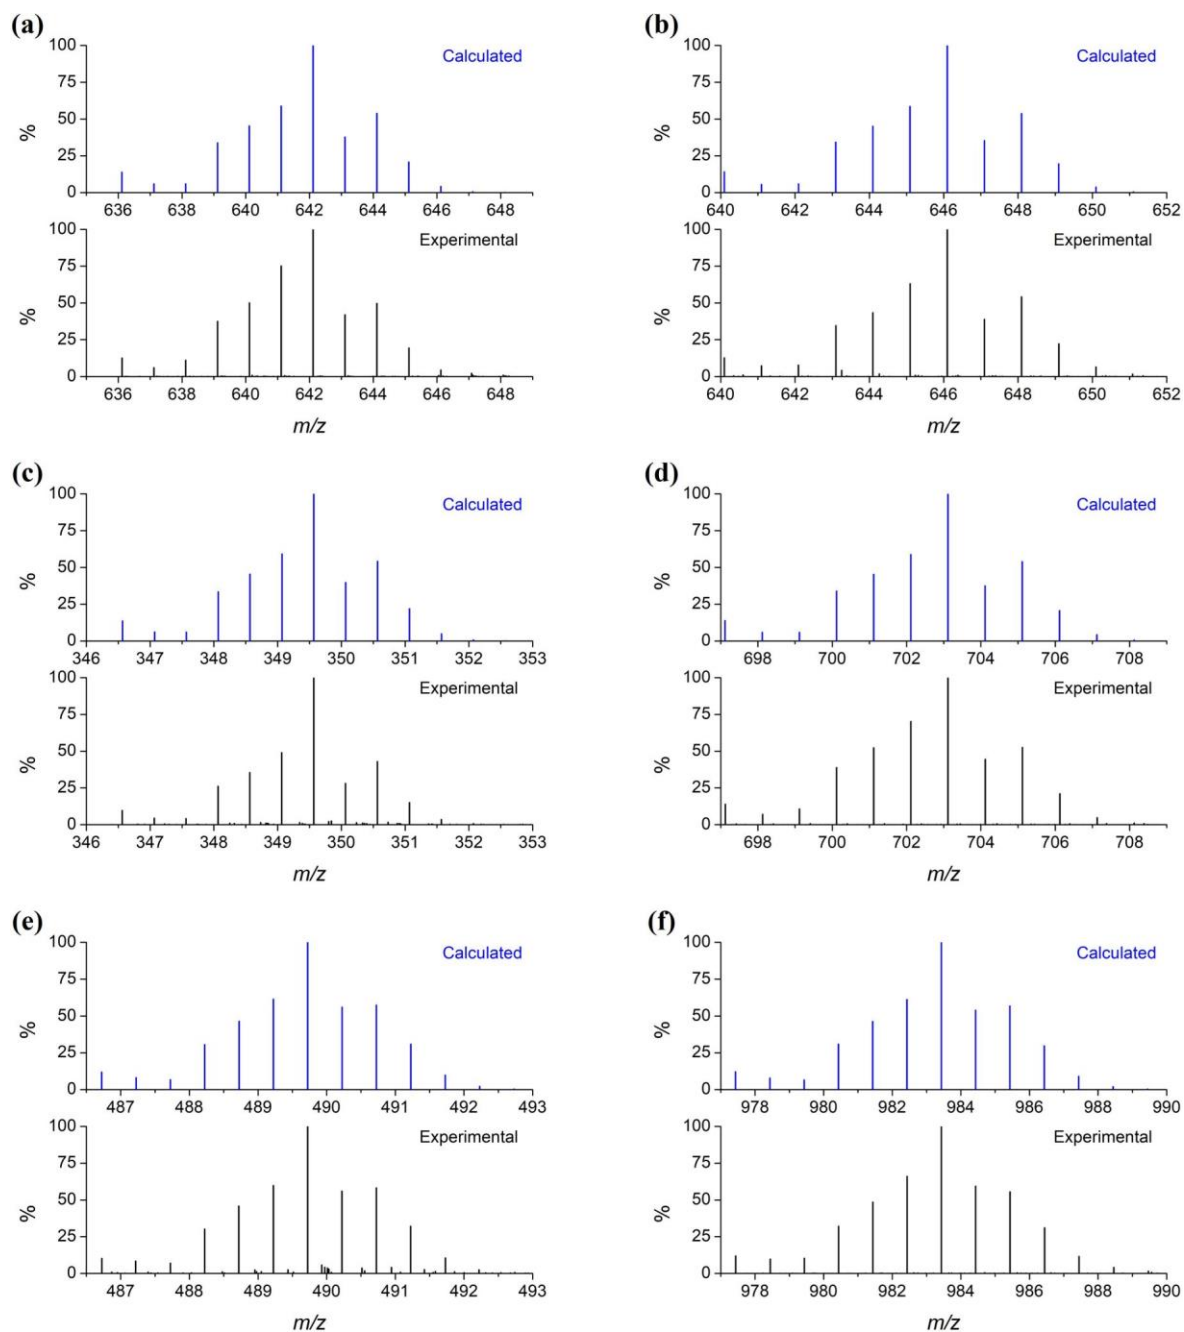 (a)
100
75
50
25
0
%
Calculated
636 638 640 642 644 646 648
100
75
50
25
0
%
Experimental
636 638 640 642 644 646 648
m/z
(b)
100
75
50
25
0
%
Calculated
640 642 644 646 648 650 652
100
75
50
25
0
%
Experimental
640 642 644 646 648 650 652
m/z
(c)
100
75
50
25
0
%
Calculated
346 347 348 349 350 351 352 353
100
75
50
25
0
%
Experimental
346 347 348 349 350 351 352 353
m/z
(d)
100
75
50
25
0
%
Calculated
698 700 702 704 706 708
100
75
50
25
0
%
Experimental
698 700 702 704 706 708
m/z
(e)
100
75
50
25
0
%
Calculated
487 488 489 490 491 492 493
100
75
50
25
0
%
Experimental
487 488 489 490 491 492 493
m/z
(f)
100
75
50
25
0
%
Calculated
978 980 982 984 986 988 990
100
75
50
25
0
%
Experimental
978 980 982 984 986 988 990
m/z